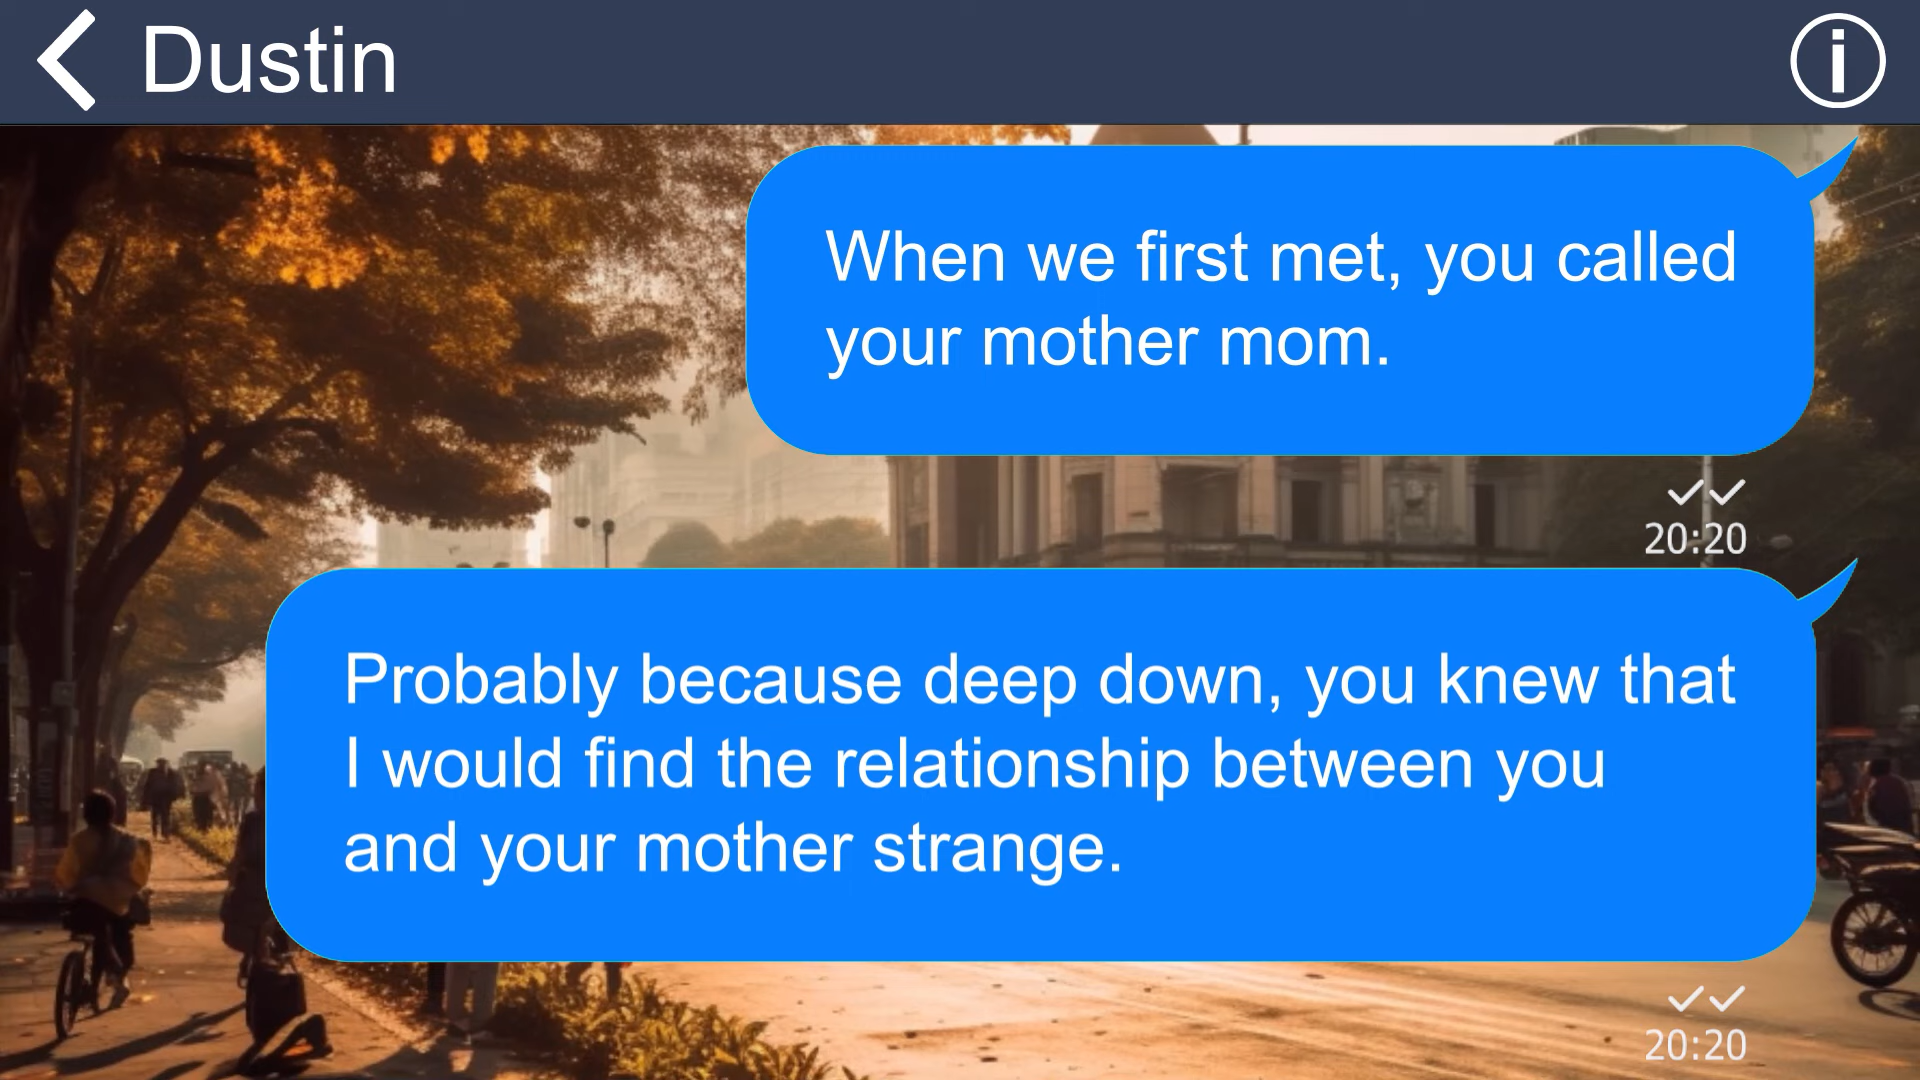 Dustin
When we first met, you called
your mother mom.
20:20
Probably because deep down, you knew that
I would find the relationship between you
and your mother strange.
20:20